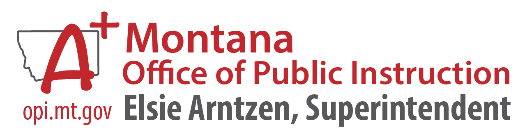 A+ Montana
Office of Public Instruction
opi.mt.gov Elsie Arntzen, Superintendent